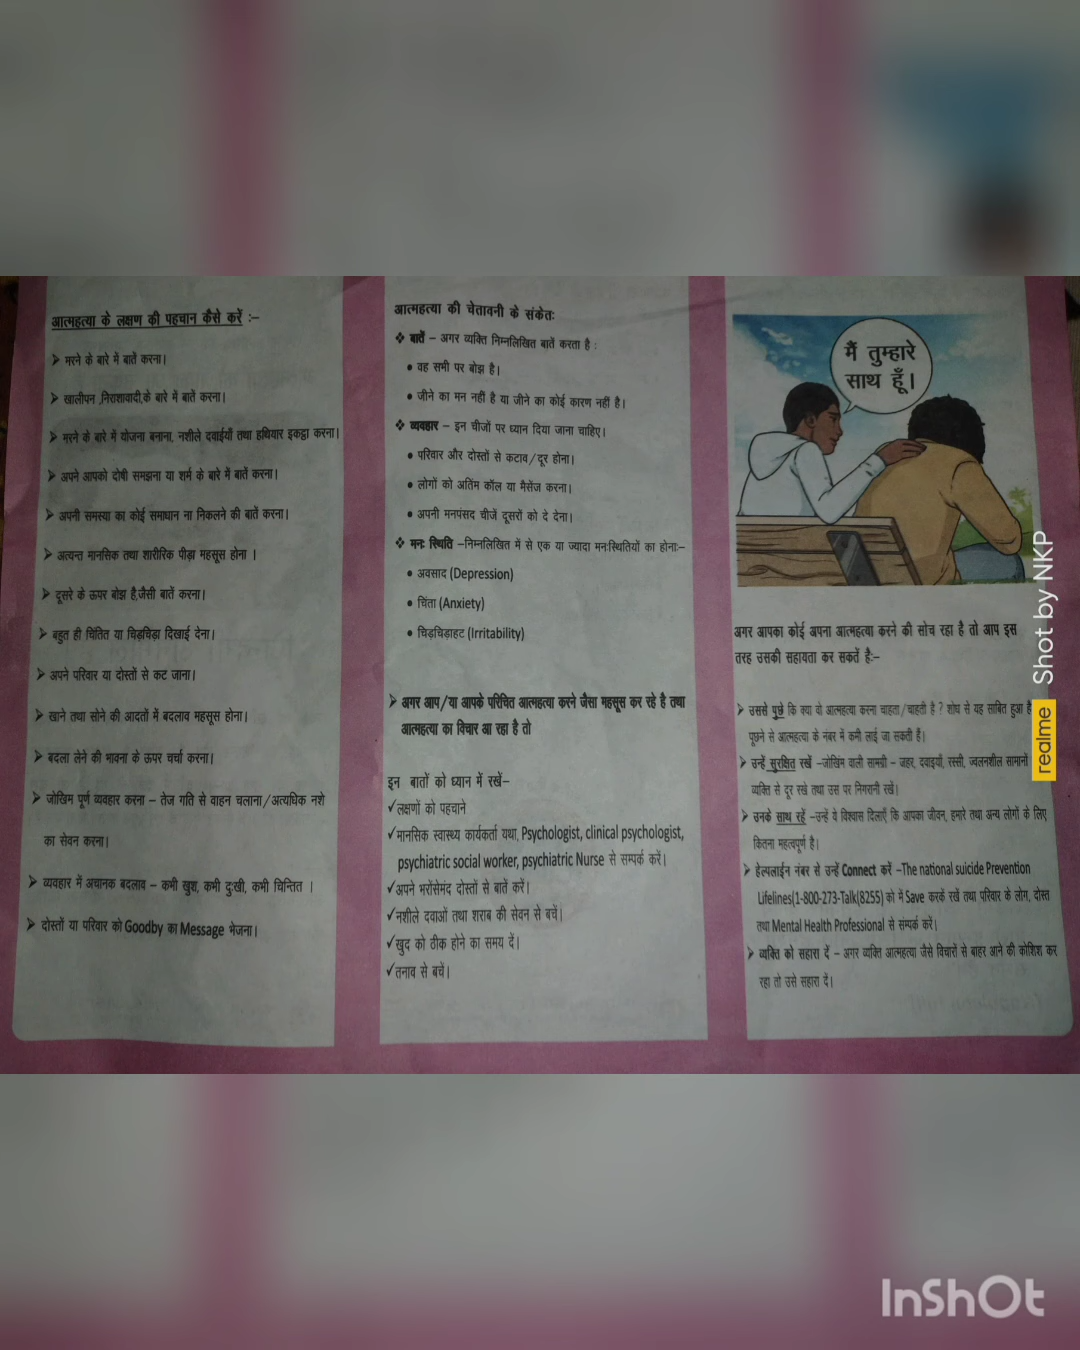 आत्महत्या के लक्षण की पहचान कैसे करें :–
➤ मरने के बारे में बातें करना।
➤ खालीपन ,निराशावादी,के बारे में बातें करना।
➤ मरने के बारे में योजना बनाना, नशीले दवाईयाँ तथा हथियार इकट्ठा करना।
➤ अपने आपको दोषी समझना या शर्म के बारे में बातें करना।
➤ अपनी समस्या का कोई समाधान ना निकलने की बातें करना।
➤ अत्यन्त मानसिक तथा शारीरिक पीड़ा महसूस होना ।
➤ दूसरे के ऊपर बोझ है,जैसी बातें करना।
➤ बहुत ही चिंतित या चिड़चिड़ा दिखाई देना।
➤ अपने परिवार या दोस्तों से कट जाना।
➤ खाने तथा सोने की आदतों में बदलाव महसूस होना।
➤ बदला लेने की भावना के ऊपर चर्चा करना।
➤ जोखिम पूर्ण व्यवहार करना – तेज गति से वाहन चलाना/अत्यधिक नशे
का सेवन करना।
➤ व्यवहार में अचानक बदलाव – कभी खुश, कभी दुःखी, कभी चिन्तित ।
➤ दोस्तों या परिवार को Goodby का Message भेजना।
आत्महत्या की चेतावनी के संकेतः
❖ बातें – अगर व्यक्ति निम्नलिखित बातें करता है :
• वह सभी पर बोझ है।
• जीने का मन नहीं है या जीने का कोई कारण नहीं है।
❖ व्यवहार – इन चीजों पर ध्यान दिया जाना चाहिए।
• परिवार और दोस्तों से कटाव/दूर होना।
• लोगों को अतिंम कॉल या मैसेंज करना।
• अपनी मनपंसद चीजें दूसरों को दे देना।
❖ मनः स्थिति –निम्नलिखित में से एक या ज्यादा मनःस्थितियों का होनाः–
• अवसाद (Depression)
• चिंता (Anxiety)
• चिड़चिड़ाहट (Irritability)
➤ अगर आप/या आपके परिचित आत्महत्या करने जैसा महसूस कर रहे है तथा
आत्महत्या का विचार आ रहा है तो
इन बातों को ध्यान में रखें–
✓लक्षणों को पहचाने
✓मानसिक स्वास्थ्य कार्यकर्ता यथा, Psychologist, clinical psychologist,
psychiatric social worker, psychiatric Nurse से सम्पर्क करें।
✓अपने भरोंसेमंद दोस्तों से बातें करें।
✓नशीले दवाओं तथा शराब की सेवन से बचें।
✓खुद को ठीक होने का समय दें।
✓तनाव से बचें।
मैं तुम्हारे
साथ हूँ।
अगर आपका कोई अपना आत्महत्या करने की सोच रहा है तो आप इस
तरह उसकी सहायता कर सकतें हैः–
➤ उससे पुछे कि क्या वो आत्महत्या करना चाहता/चाहती है ? शोध से यह साबित हुआ है
पूछने से आत्महत्या के नंबर में कमी लाई जा सकती हैं।
➤ उन्हें सुरक्षित रखें –जोखिम वाली सामग्री – जहर, दवाइयाँ, रस्सी, ज्वलनशील सामानों
व्यक्ति से दूर रखे तथा उस पर निगरानी रखें।
➤ उनके साथ रहें –उन्हें ये विश्वास दिलाएँ कि आपका जीवन, हमारे तथा अन्य लोगों के लिए
कितना महत्वपूर्ण है।
➤ हेल्पलाईन नंबर से उन्हें Connect करें –The national suicide Prevention
Lifelines(1-800-273-Talk(8255) को में Save करकें रखें तथा परिवार के लोग, दोस्त
तथा Mental Health Professional से सम्पर्क करें।
➤ व्यक्ति को सहारा दें – अगर व्यक्ति आत्महत्या जैसे विचारों से बाहर आने की कोशिश कर
रहा तो उसे सहारा दें।
realme Shot by NKP
InShOt